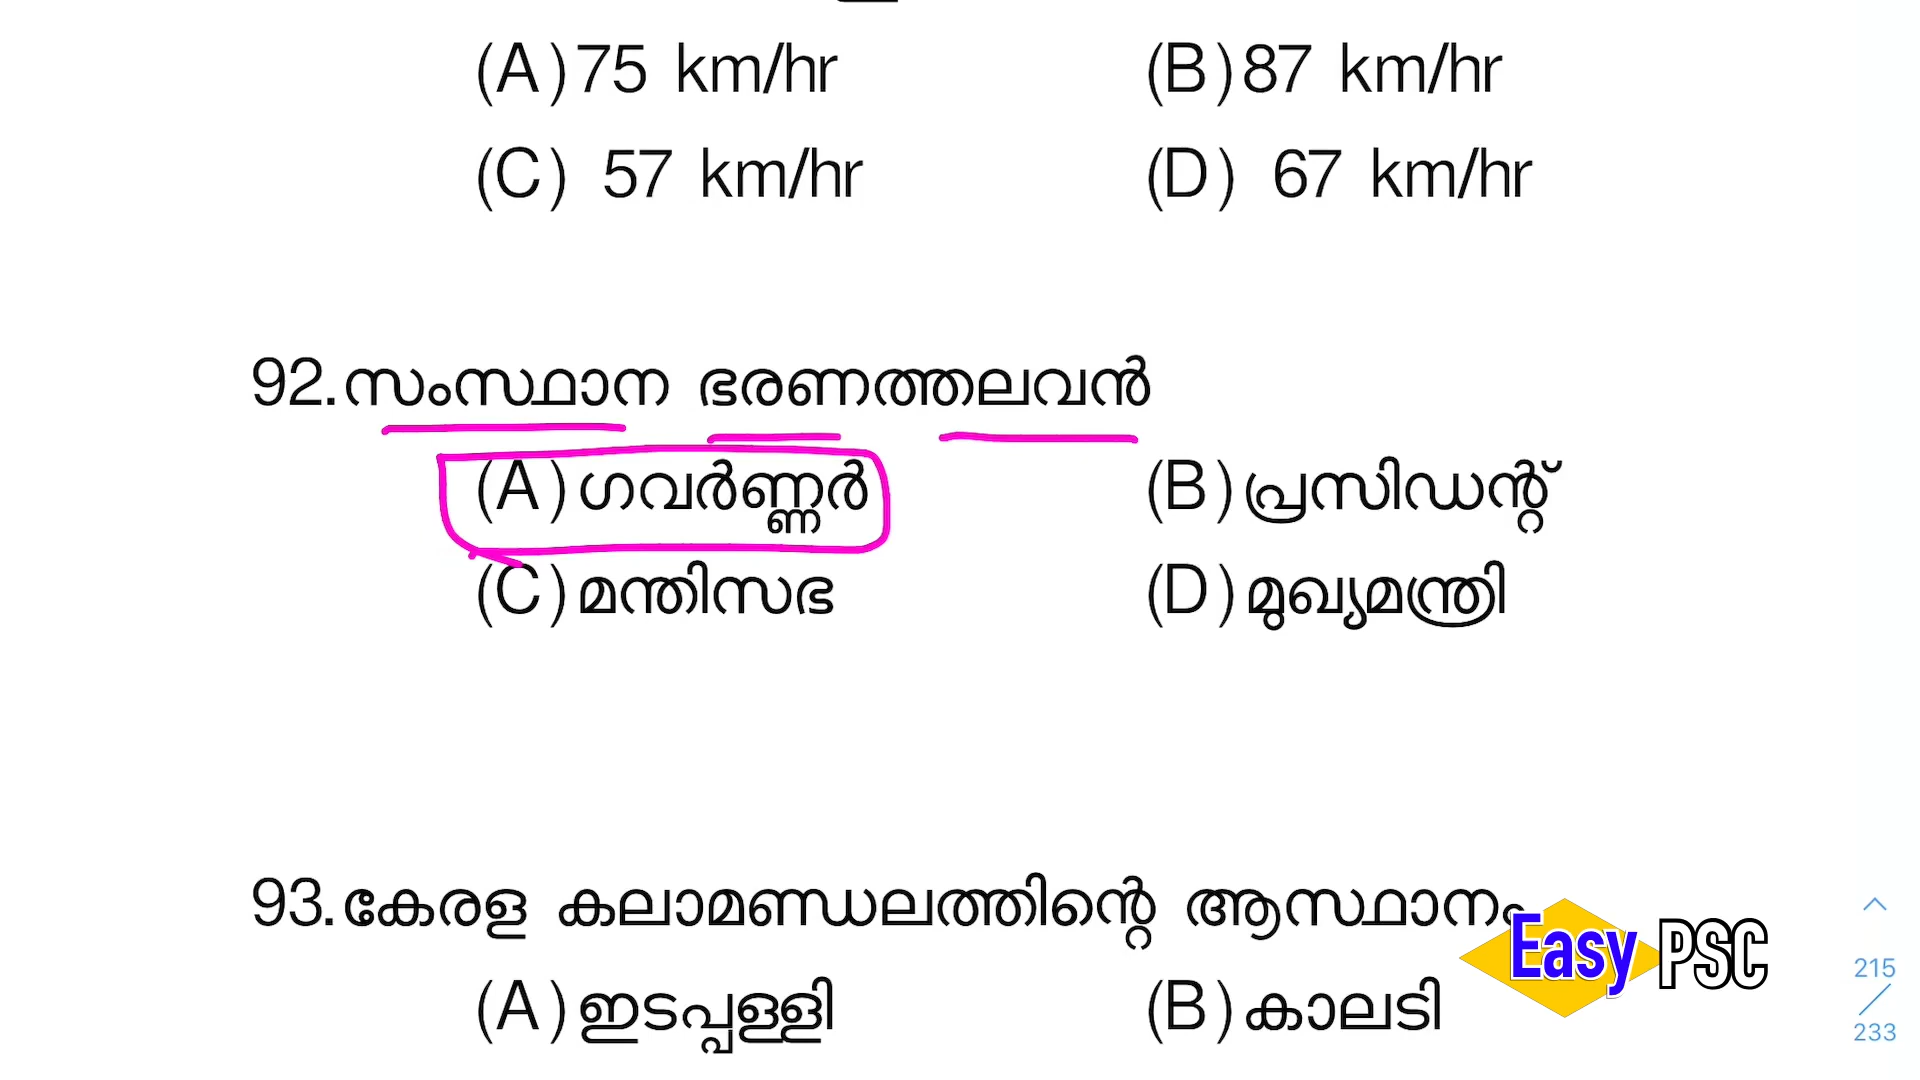 (A)75 km/hr (B)87 km/hr
(C) 57 km/hr (D) 67 km/hr
92.സംസ്ഥാന ഭരണത്തലവൻ
(A)ഗവർണ്ണർ (B)പ്രസിഡന്റ്
(C)മന്തിസഭ (D)മുഖ്യമന്ത്രി
93.കേരള കലാമണ്ഡലത്തിന്റെ ആസ്ഥാനം
(A)ഇടപ്പള്ളി (B)കാലടി
Easy PSC
215
233